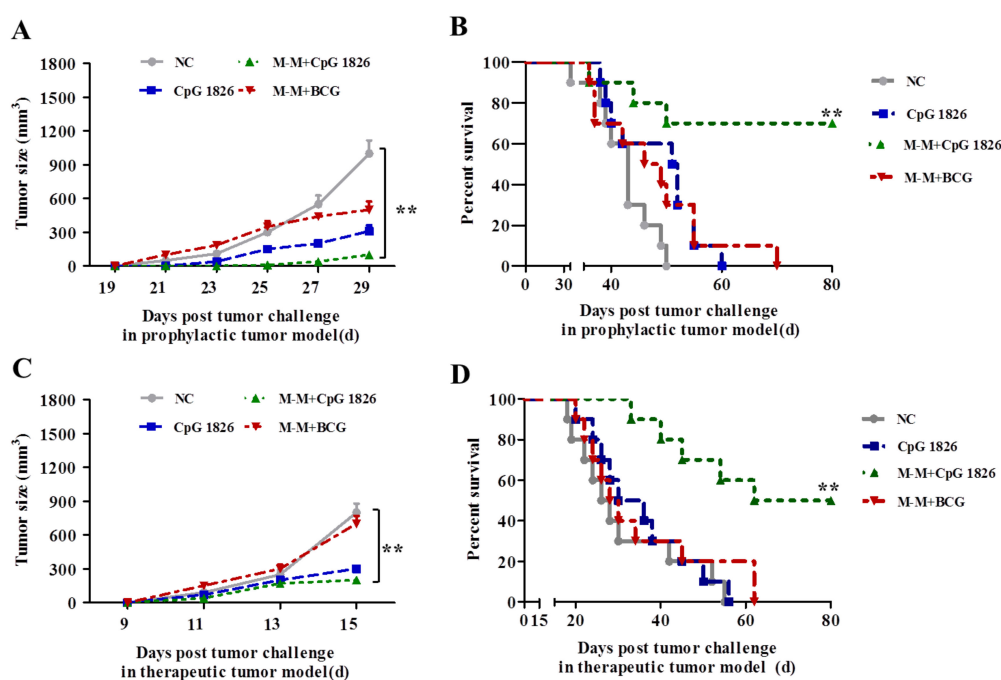 A
NC
M-M+CpG 1826
CpG 1826
M-M+BCG
Tumor size (mm³)
1800
1500
1200
900
600
300
0
19
21
23
25
27
29
**
Days post tumor challenge
in prophylactic tumor model(d)
B
NC
CpG 1826
M-M+CpG 1826
M-M+BCG
Percent survival
100
80
60
40
20
0
0
30
40
60
80
**
Days post tumor challenge
in prophylactic tumor model(d)
C
NC
M-M+CpG 1826
CpG 1826
M-M+BCG
Tumor size (mm³)
1800
1500
1200
900
600
300
0
9
11
13
15
**
Days post tumor challenge
in therapeutic tumor model(d)
D
NC
CpG 1826
M-M+CpG 1826
M-M+BCG
Percent survival
100
80
60
40
20
0
0
15
20
40
60
80
**
Days post tumor challenge
in therapeutic tumor model (d)